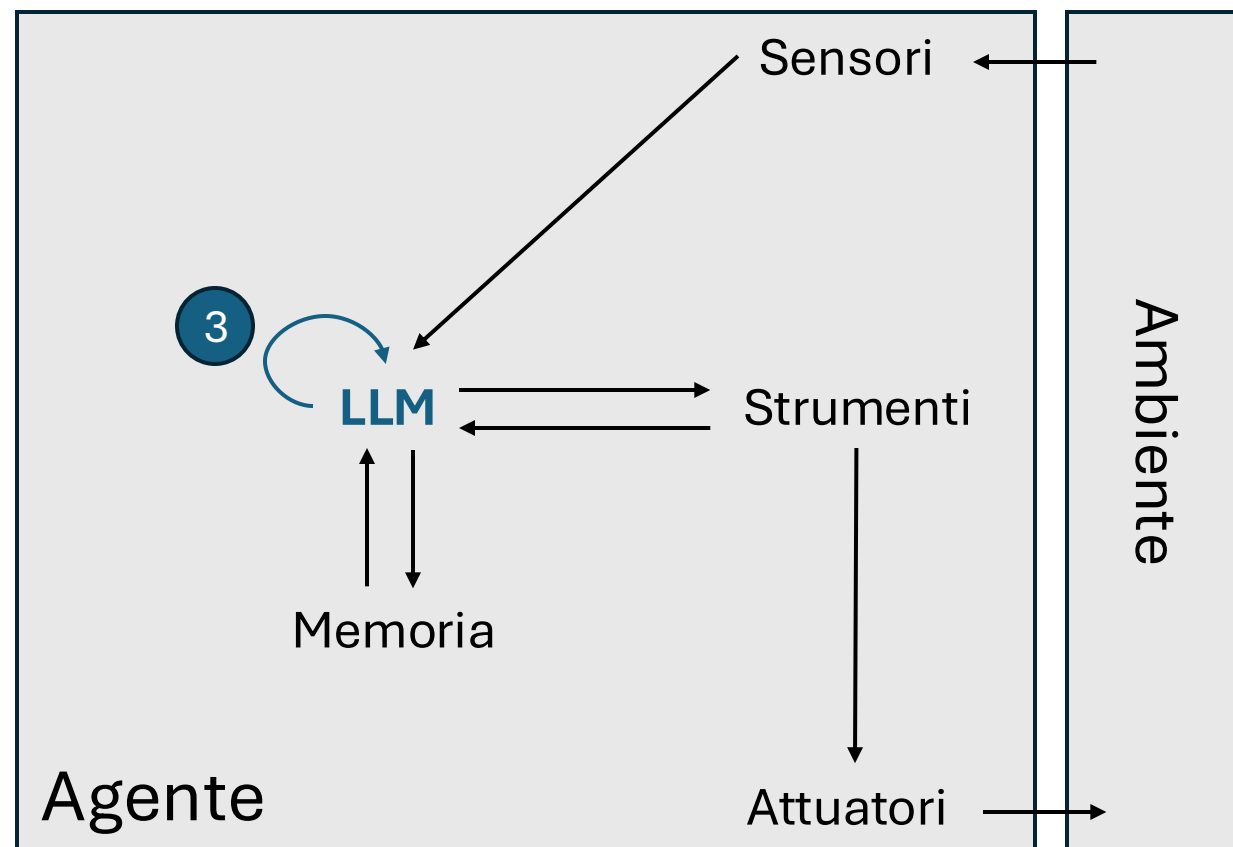 Sensori
3
LLM
Strumenti
Ambiente
Memoria
Agente
Attuatori